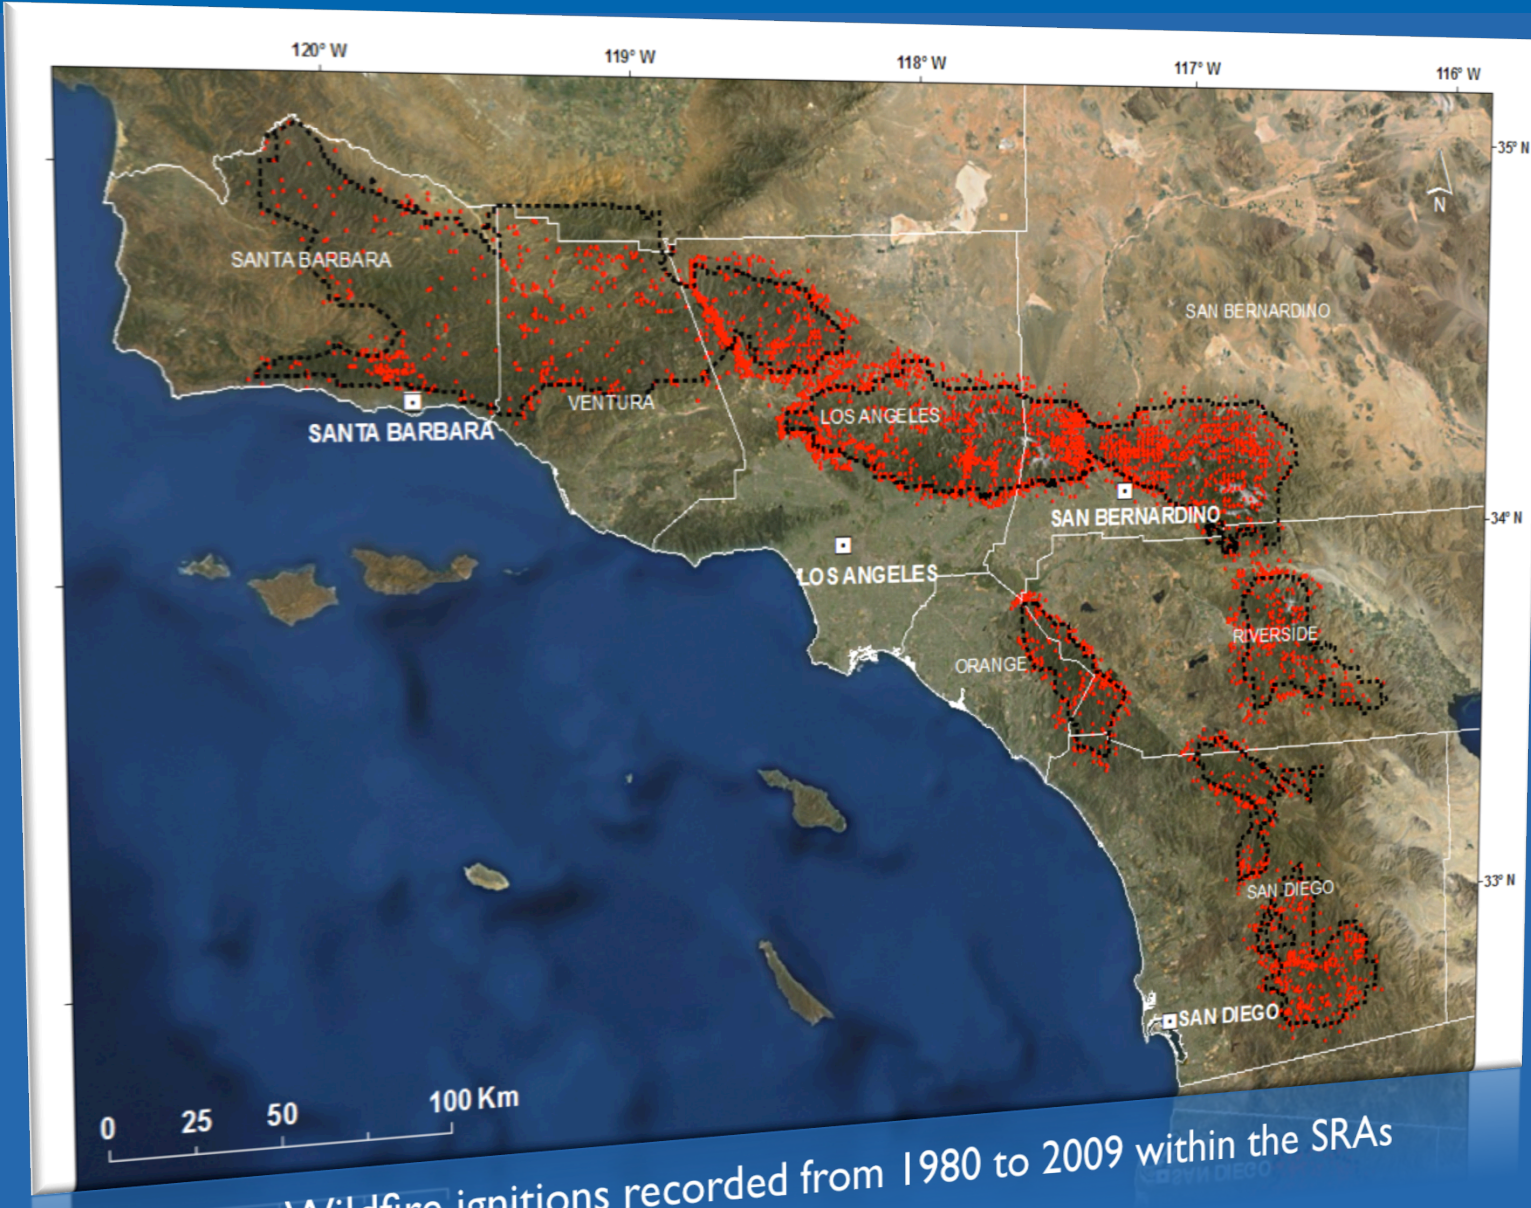 120° W
119° W
118° W
117° W
116° W
35° N
N
SANTA BARBARA
SAN BERNARDINO
VENTURA
LOS ANGELES
SANTA BARBARA
SAN BERNARDINO
34° N
LOS ANGELES
RIVERSIDE
ORANGE
33° N
SAN DIEGO
SAN DIEGO
0 25 50 100 Km
Wildfire ignitions recorded from 1980 to 2009 within the SRAs